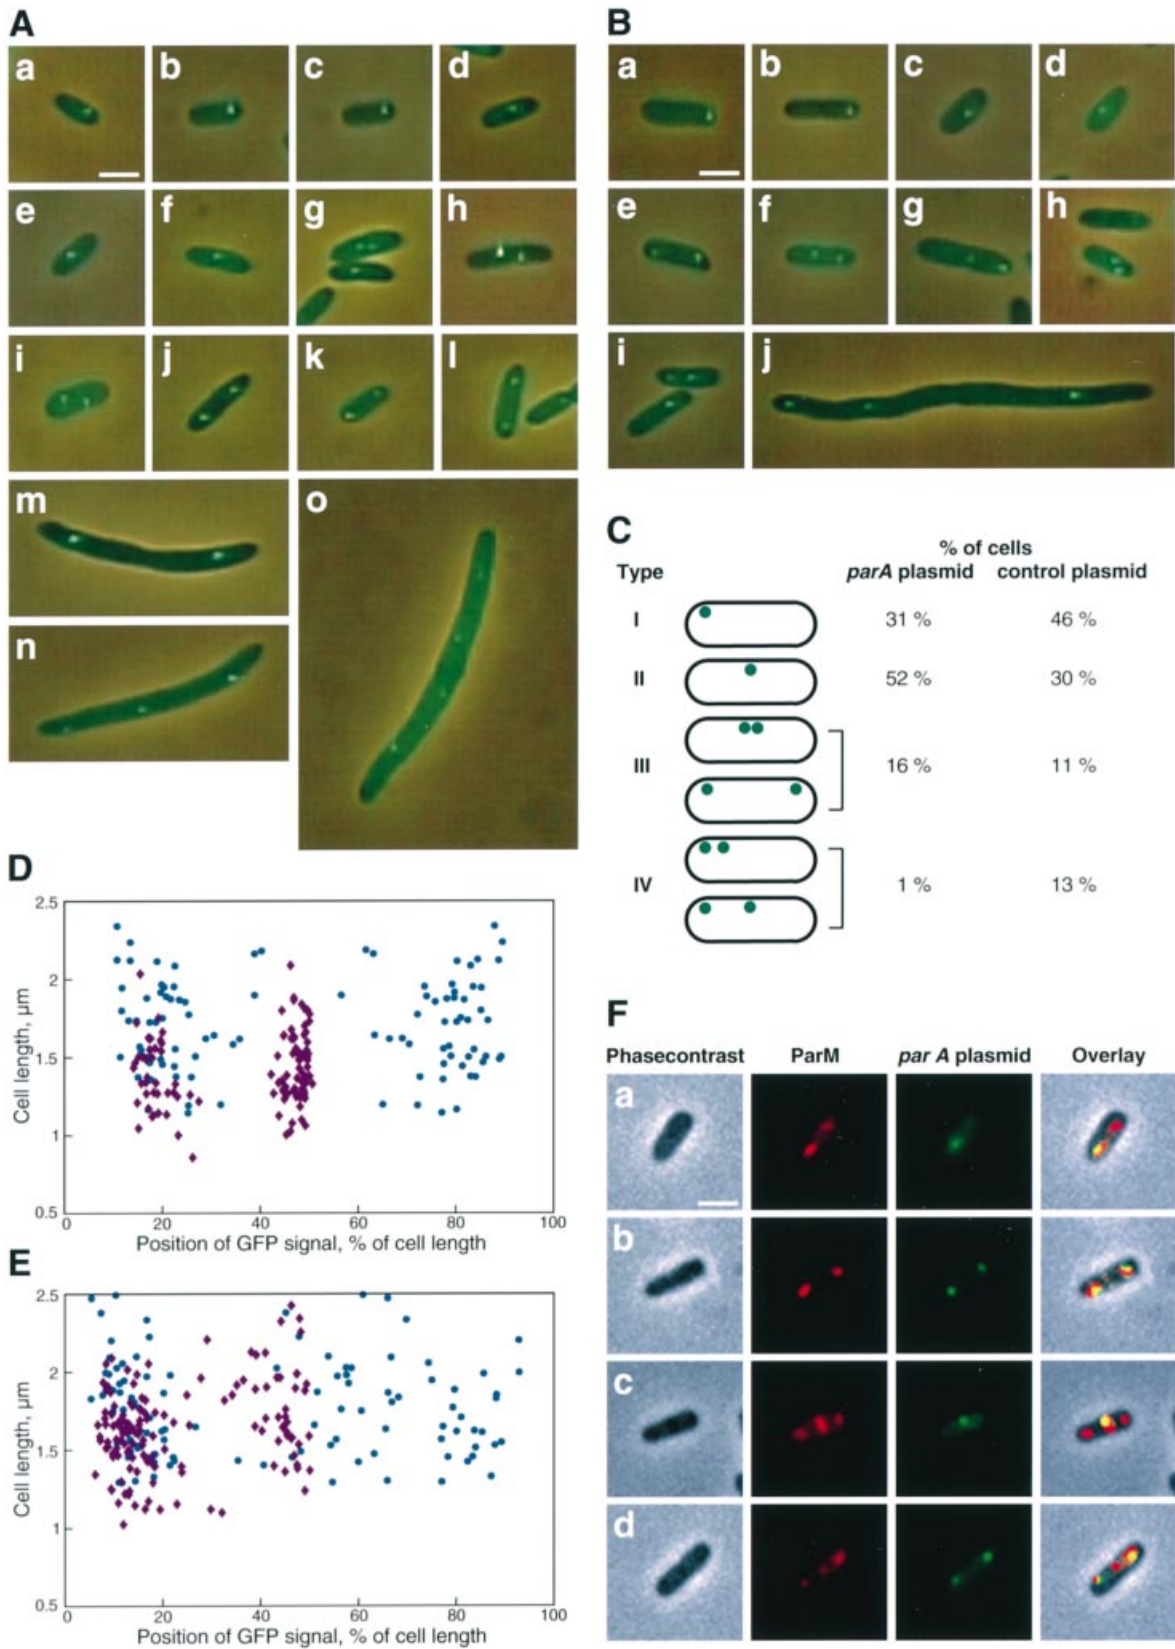 A
a b c d
e f g h
i j k l
m
o
n
B
a b c d
e f g h
i j
C
% of cells
Type parA plasmid control plasmid
I 31 % 46 %
II 52 % 30 %
III 16 % 11 %
IV 1 % 13 %
D
2.5
2
1.5
1
0.5
Cell length, µm
0 20 40 60 80 100
Position of GFP signal, % of cell length
E
2.5
2
1.5
1
0.5
Cell length, µm
0 20 40 60 80 100
Position of GFP signal, % of cell length
F
Phasecontrast ParM par A plasmid Overlay
a
b
c
d